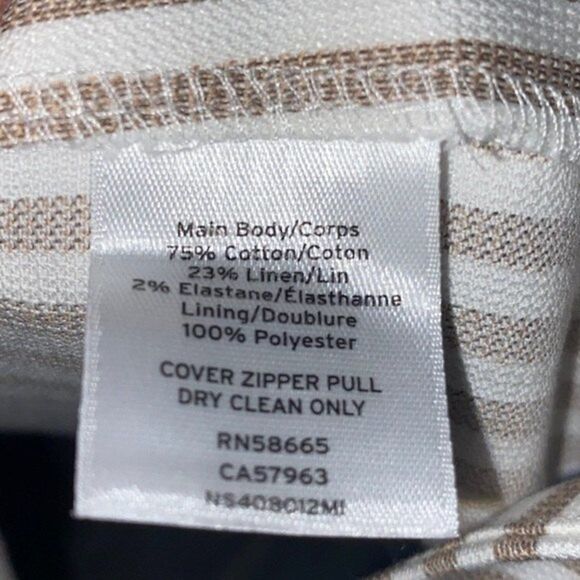 Main Body/Corps
75% Cotton/Coton
23% Linen/Lin
2% Elastane/Élasthanne
Lining/Doublure
100% Polyester
COVER ZIPPER PULL
DRY CLEAN ONLY
RN58665
CA57963
NS408012M!